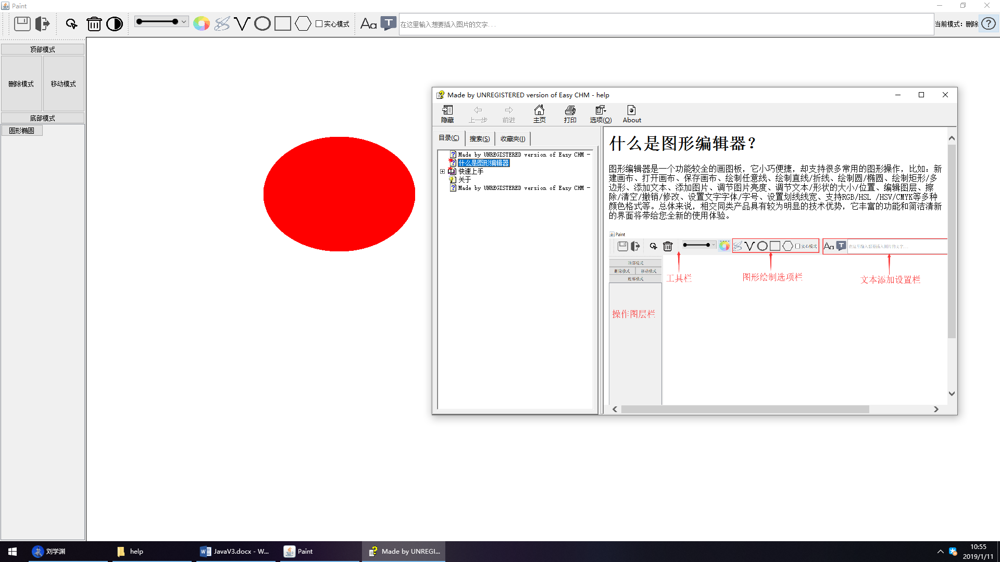 Paint
实心模式
Aa
T
在这里输入想要插入图片的文字...
当前模式：删除
?
顶部模式
删除模式
移动模式
底部模式
圆形椭圆
Made by UNREGISTERED version of Easy CHM - help
隐藏
上一步
前进
主页
打印
选项(O)
About
目录(C)
搜索(S)
收藏夹(I)
Made by UNREGISTERED version of Easy CHM -
什么是图形编辑器
快速上手
关于
Made by UNREGISTERED version of Easy CHM -
什么是图形编辑器？
图形编辑器是一个功能较全的画图板，它小巧便捷，却支持很多常用的图形操作，比如：新
建画布、打开画布、保存画布、绘制任意线、绘制直线/折线、绘制圆/椭圆、绘制矩形/多
边形、添加文本、添加图片、调节图片亮度、调节文本/形状的大小/位置、编辑图层、擦
除/清空/撤销/修改、设置文字字体/字号、设置划线线宽、支持RGB/HSL /HSV/CMYK等多种
颜色格式等。总体来说，相交同类产品具有较为明显的技术优势，它丰富的功能和简洁清新
的界面将带给您全新的使用体验。
Paint
实心模式
Aa
T
在这里输入想要插入图片的文字...
顶部模式
删除模式
移动模式
底部模式
工具栏
图形绘制选项栏
文本添加设置栏
操作图层栏
刘学渊
help
JavaV3.docx - W...
Paint
Made by UNREGI...
10:55
2019/1/11